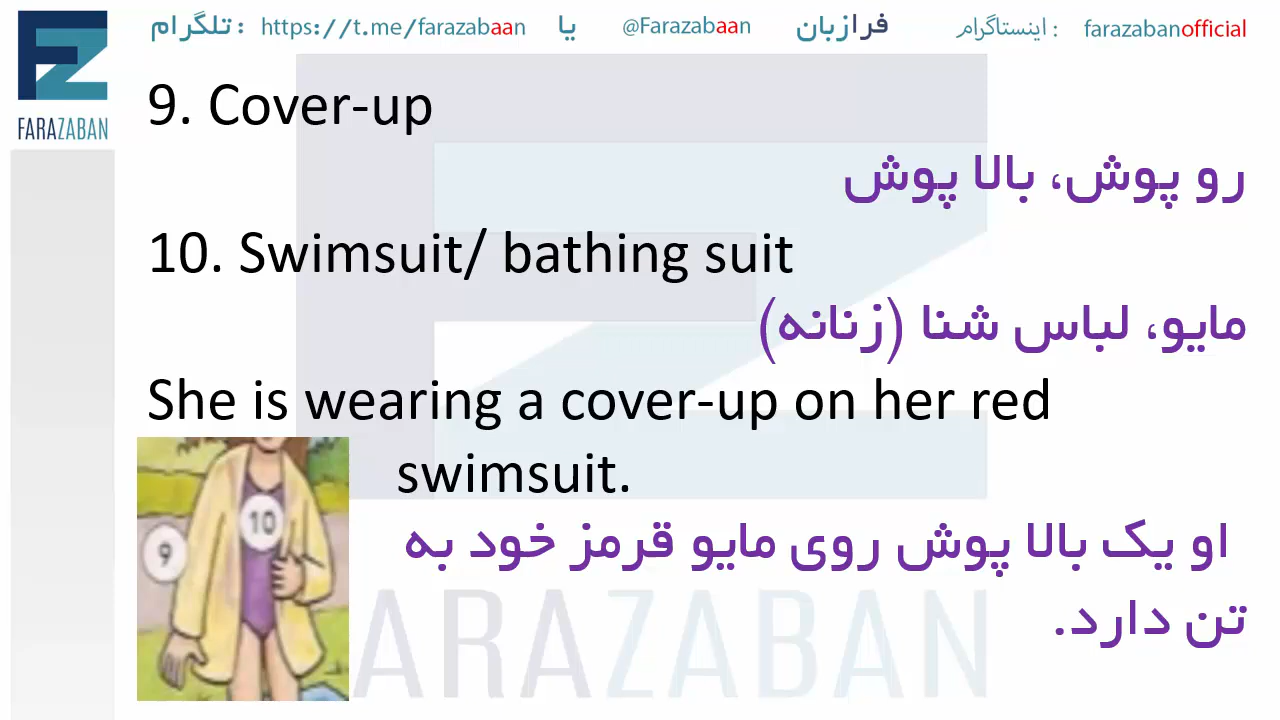 تلگرام : https://t.me/farazabaan یا @Farazabaan فرازبان اینستاگرام : farazabanofficial
FARAZABAN
9. Cover-up
رو پوش، بالا پوش
10. Swimsuit/ bathing suit
مایو، لباس شنا (زنانه)
She is wearing a cover-up on her red
swimsuit.
9
10
او یک بالا پوش روی مایو قرمز خود به
تن دارد.
FARAZABAN